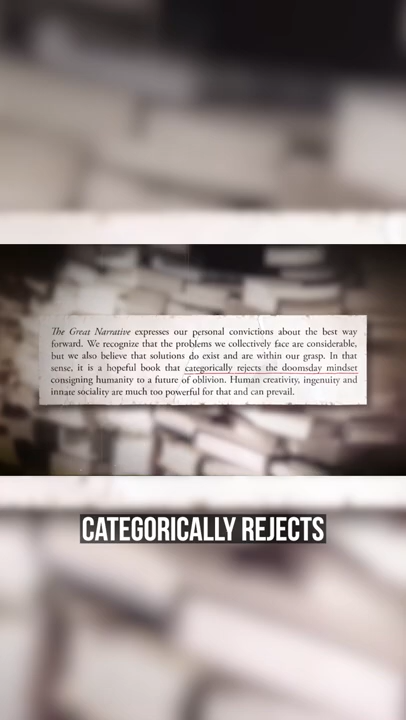 The Great Narrative expresses our personal convictions about the best way
forward. We recognize that the problems we collectively face are considerable,
but we also believe that solutions do exist and are within our grasp. In that
sense, it is a hopeful book that categorically rejects the doomsday mindset
consigning humanity to a future of oblivion. Human creativity, ingenuity and
innate sociality are much too powerful for that and can prevail.
CATEGORICALLY REJECTS